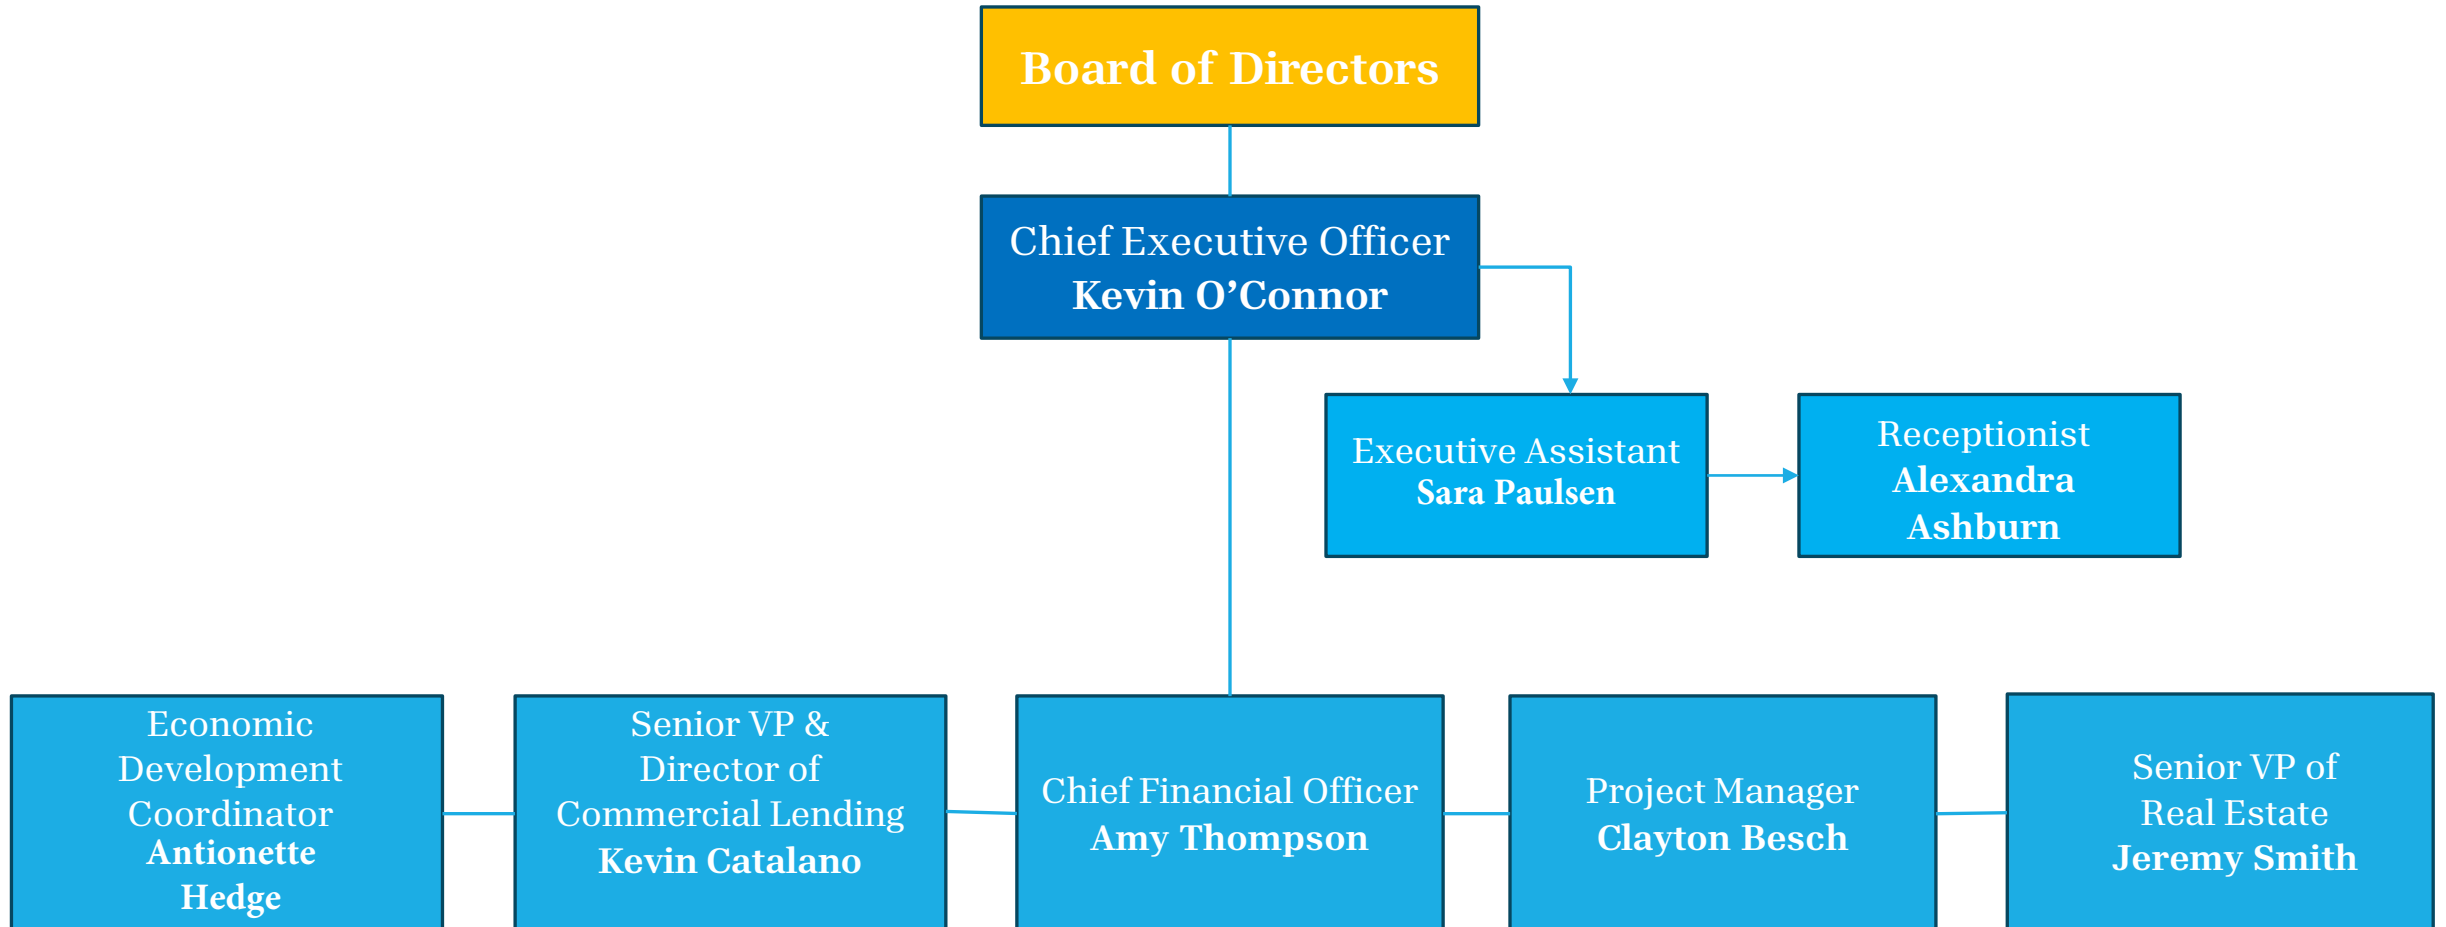 Board of Directors
Chief Executive Officer
Kevin O’Connor
Executive Assistant
Sara Paulsen
Receptionist
Alexandra
Ashburn
Economic
Development
Coordinator
Antionette
Hedge
Senior VP &
Director of
Commercial Lending
Kevin Catalano
Chief Financial Officer
Amy Thompson
Project Manager
Clayton Besch
Senior VP of
Real Estate
Jeremy Smith